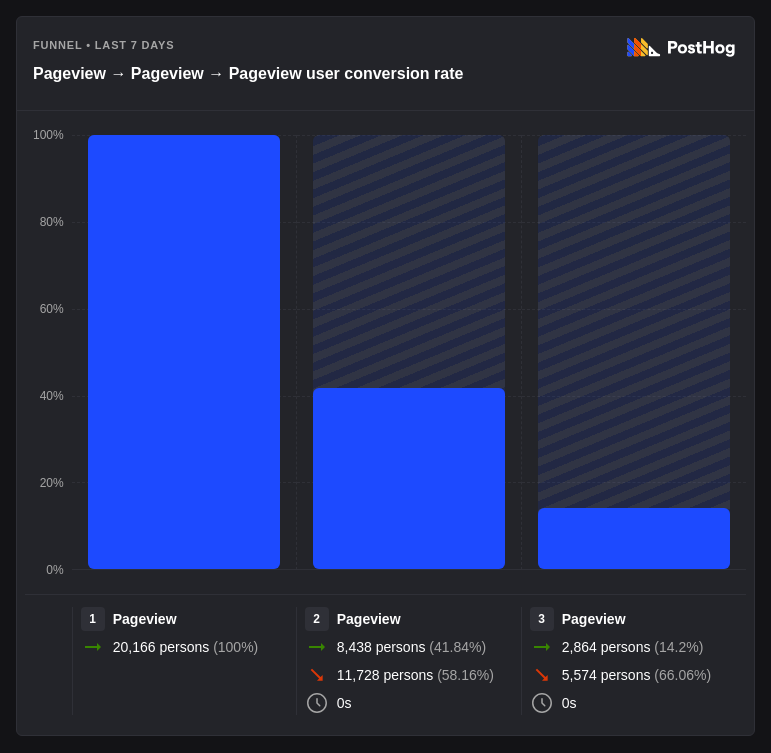 FUNNEL • LAST 7 DAYS
PostHog
Pageview → Pageview → Pageview user conversion rate
100%
80%
60%
40%
20%
0%
1 Pageview
20,166 persons (100%)
2 Pageview
8,438 persons (41.84%)
11,728 persons (58.16%)
0s
3 Pageview
2,864 persons (14.2%)
5,574 persons (66.06%)
0s